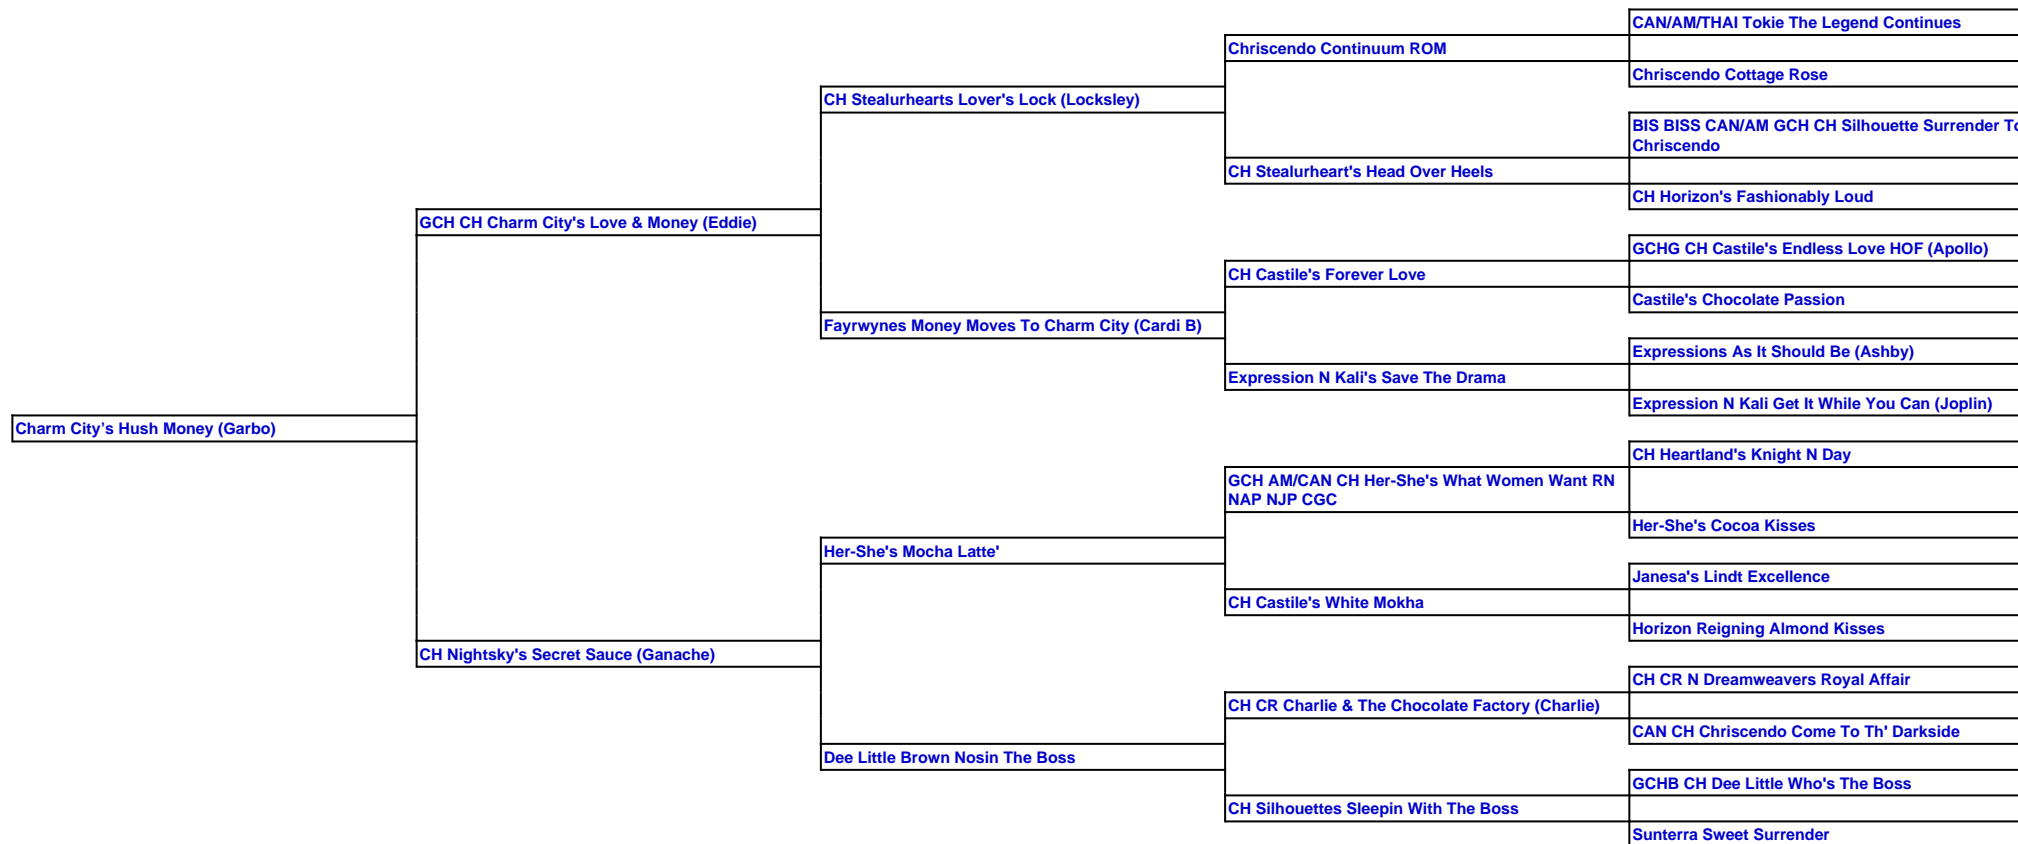 CAN/AM/THAI Tokie The Legend Continues
Chriscendo Continuum ROM
Chriscendo Cottage Rose
CH Stealurhearts Lover's Lock (Locksley)
BIS BISS CAN/AM GCH CH Silhouette Surrender To
Chriscendo
CH Stealurheart's Head Over Heels
CH Horizon's Fashionably Loud
GCH CH Charm City's Love & Money (Eddie)
GCHG CH Castile's Endless Love HOF (Apollo)
CH Castile's Forever Love
Castile's Chocolate Passion
Fayrwynes Money Moves To Charm City (Cardi B)
Expressions As It Should Be (Ashby)
Expression N Kali's Save The Drama
Expression N Kali Get It While You Can (Joplin)
Charm City’s Hush Money (Garbo)
CH Heartland's Knight N Day
GCH AM/CAN CH Her-She's What Women Want RN
NAP NJP CGC
Her-She's Cocoa Kisses
Her-She's Mocha Latte'
Janesa's Lindt Excellence
CH Castile's White Mokha
Horizon Reigning Almond Kisses
CH Nightsky's Secret Sauce (Ganache)
CH CR N Dreamweavers Royal Affair
CH CR Charlie & The Chocolate Factory (Charlie)
CAN CH Chriscendo Come To Th' Darkside
Dee Little Brown Nosin The Boss
GCHB CH Dee Little Who's The Boss
CH Silhouettes Sleepin With The Boss
Sunterra Sweet Surrender